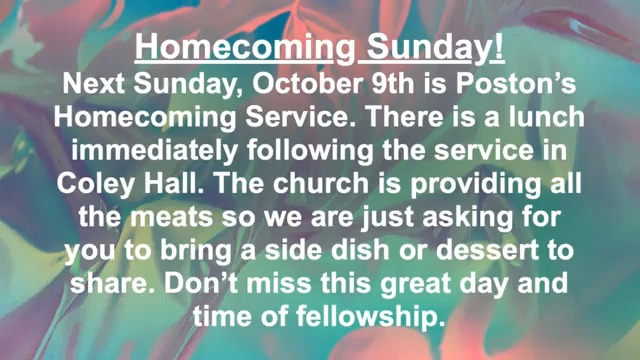 Homecoming Sunday!
Next Sunday, October 9th is Poston’s
Homecoming Service. There is a lunch
immediately following the service in
Coley Hall. The church is providing all
the meats so we are just asking for
you to bring a side dish or dessert to
share. Don’t miss this great day and
time of fellowship.